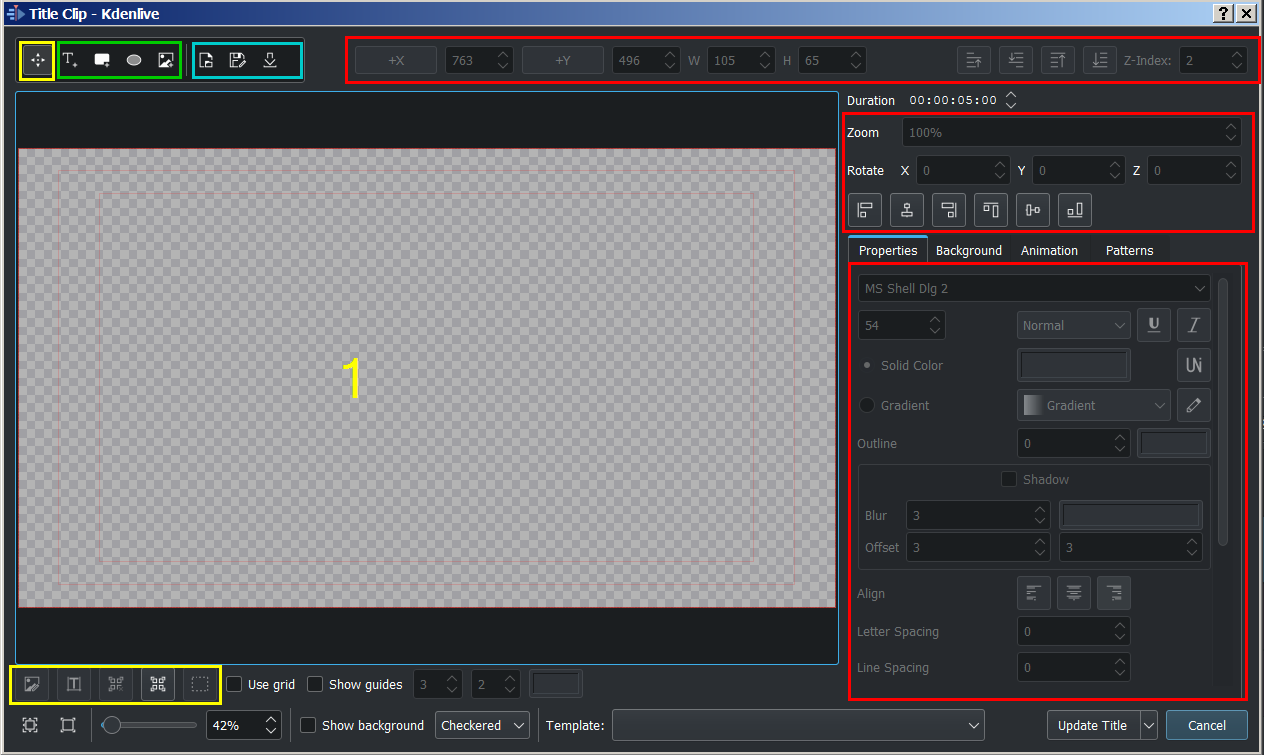 Title Clip - Kdenlive
+X 763 +Y 496 W 105 H 65 Z-Index: 2
Duration 00:00:05:00
Zoom 100%
Rotate X 0 Y 0 Z 0
Properties Background Animation Patterns
MS Shell Dlg 2
54 Normal U I
Solid Color
Gradient Gradient
Outline 0
Shadow
Blur 3
Offset 3 3
Align
Letter Spacing 0
Line Spacing 0
1
Use grid Show guides 3 2
42% Show background Checkered Template: Update Title Cancel